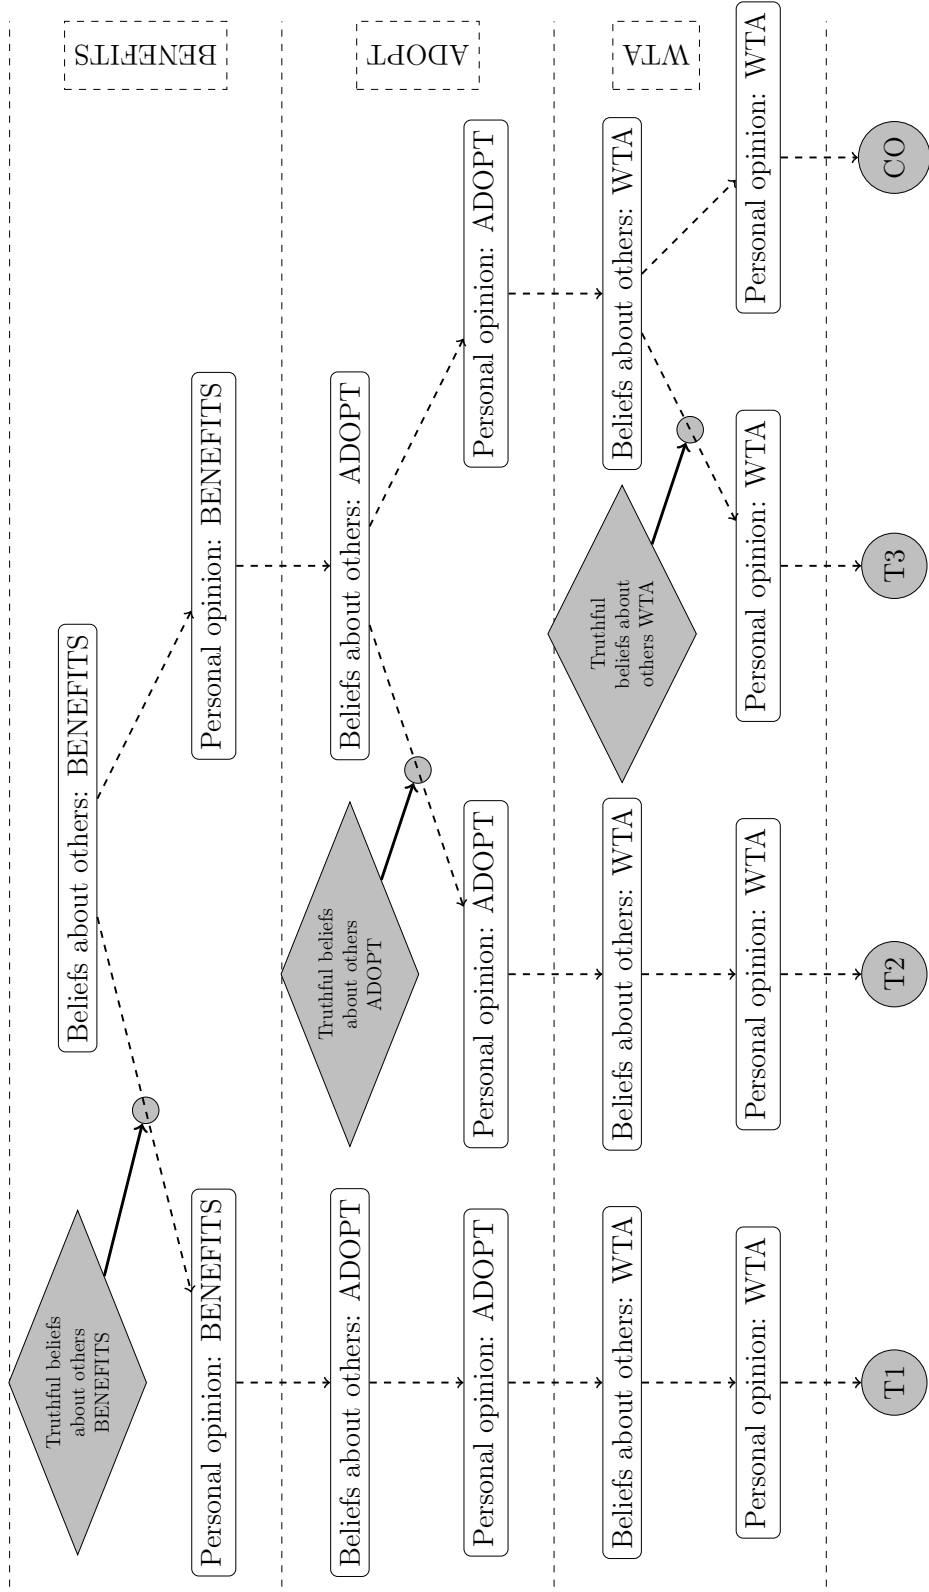 BENEFITS
Beliefs about others: BENEFITS
Truthful beliefs
about others
BENEFITS
Personal opinion: BENEFITS
Personal opinion: BENEFITS
ADOPT
Beliefs about others: ADOPT
Truthful beliefs
about others
ADOPT
Beliefs about others: ADOPT
Personal opinion: ADOPT
Personal opinion: ADOPT
Personal opinion: ADOPT
WTA
Beliefs about others: WTA
Beliefs about others: WTA
Truthful
beliefs about
others WTA
Beliefs about others: WTA
Personal opinion: WTA
Personal opinion: WTA
Personal opinion: WTA
Personal opinion: WTA
T1
T2
T3
CO